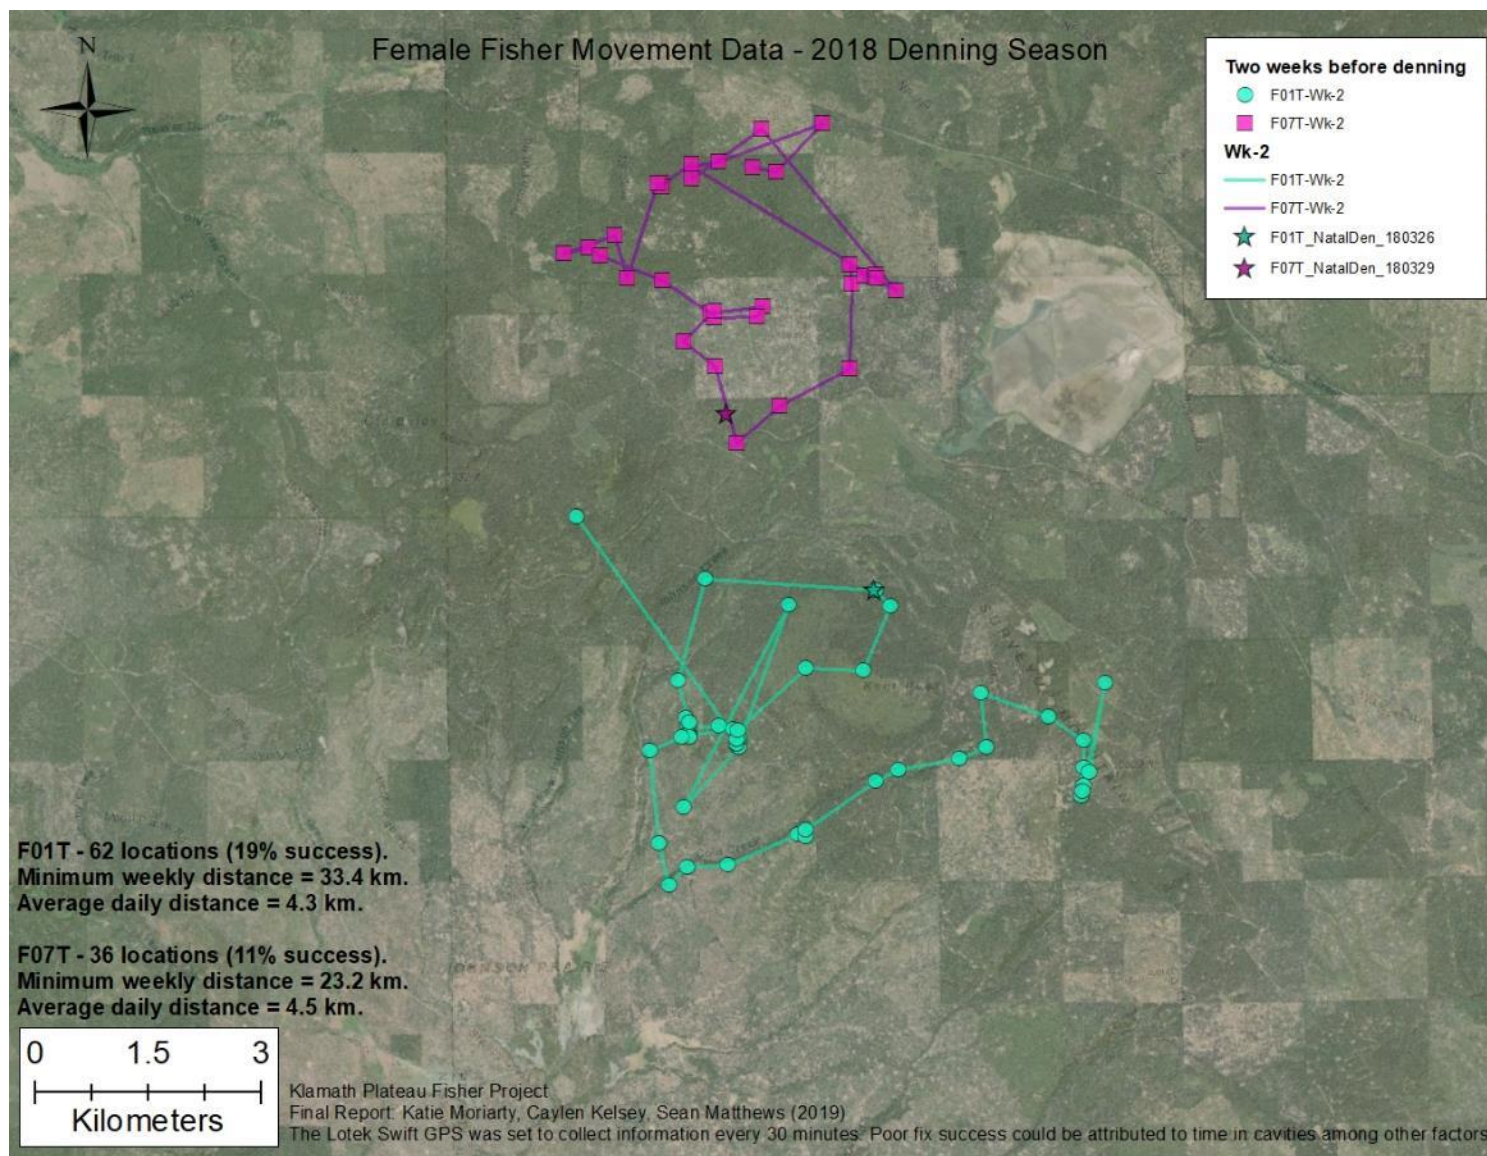 N
Female Fisher Movement Data - 2018 Denning Season
Two weeks before denning
F01T-Wk-2
F07T-Wk-2
Wk-2
F01T-Wk-2
F07T-Wk-2
F01T_NatalDen_180326
F07T_NatalDen_180329
F01T - 62 locations (19% success).
Minimum weekly distance = 33.4 km.
Average daily distance = 4.3 km.
F07T - 36 locations (11% success).
Minimum weekly distance = 23.2 km.
Average daily distance = 4.5 km.
0 1.5 3
Kilometers
Klamath Plateau Fisher Project
Final Report: Katie Moriarty, Caylen Kelsey, Sean Matthews (2019)
The Lotek Swift GPS was set to collect information every 30 minutes. Poor fix success could be attributed to time in cavities among other factors